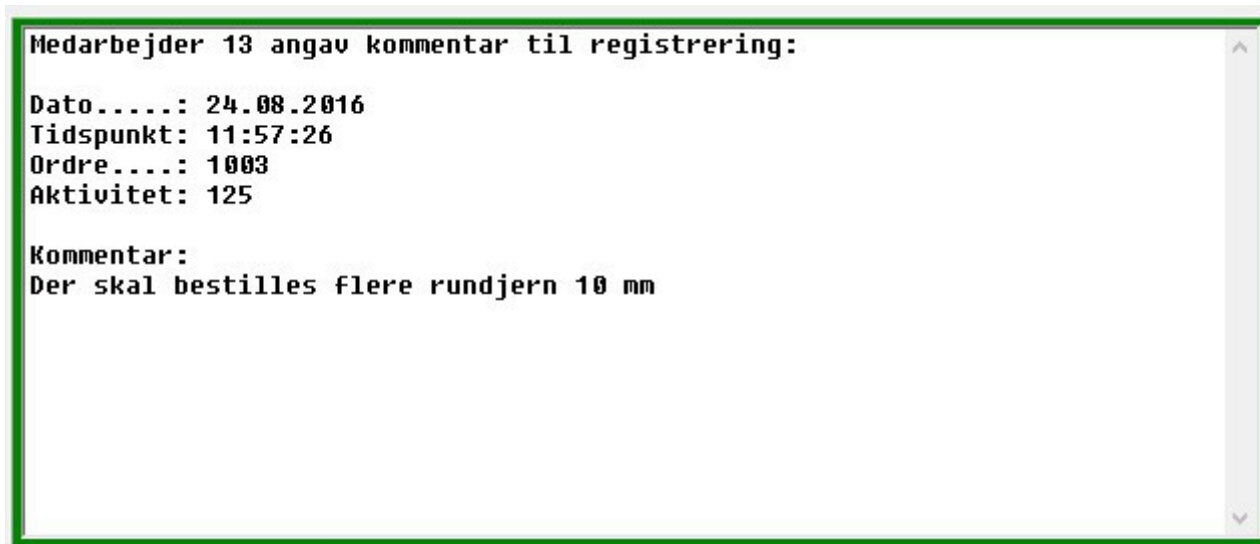 Medarbejder 13 angav kommentar til registrering:
Dato.....: 24.08.2016
Tidspunkt: 11:57:26
Ordre....: 1003
Aktivitet: 125
Kommentar:
Der skal bestilles flere rundjern 10 mm